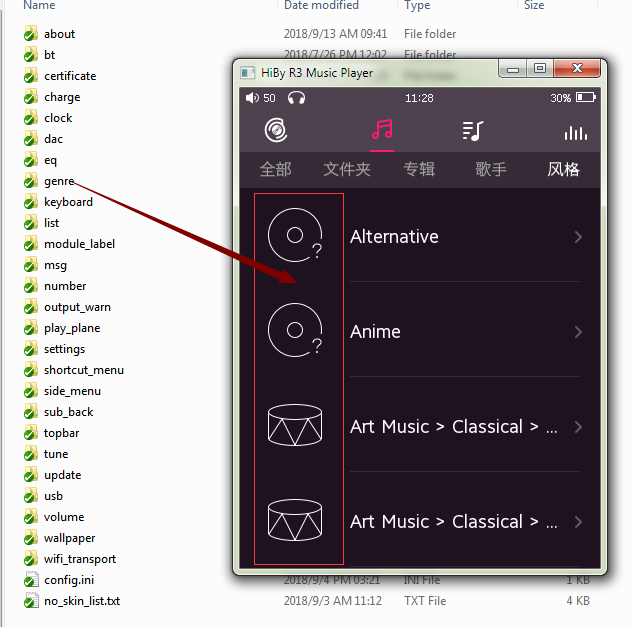 Name Date modified Type Size
about 2018/9/13 AM 09:41 File folder
bt 2018/7/26 PM 12:02 File folder
certificate
charge
clock
dac
eq
genre
keyboard
list
module_label
msg
number
output_warn
play_plane
settings
shortcut_menu
side_menu
sub_back
topbar
tune
update
usb
volume
wallpaper
wifi_transport
config.ini 2018/9/4 PM 03:21 INI File 1 KB
no_skin_list.txt 2018/9/3 AM 11:12 TXT File 4 KB
HiBy R3 Music Player
50 11:28 30%
全部 文件夹 专辑 歌手 风格
Alternative
Anime
Art Music > Classical > ...
Art Music > Classical > ...